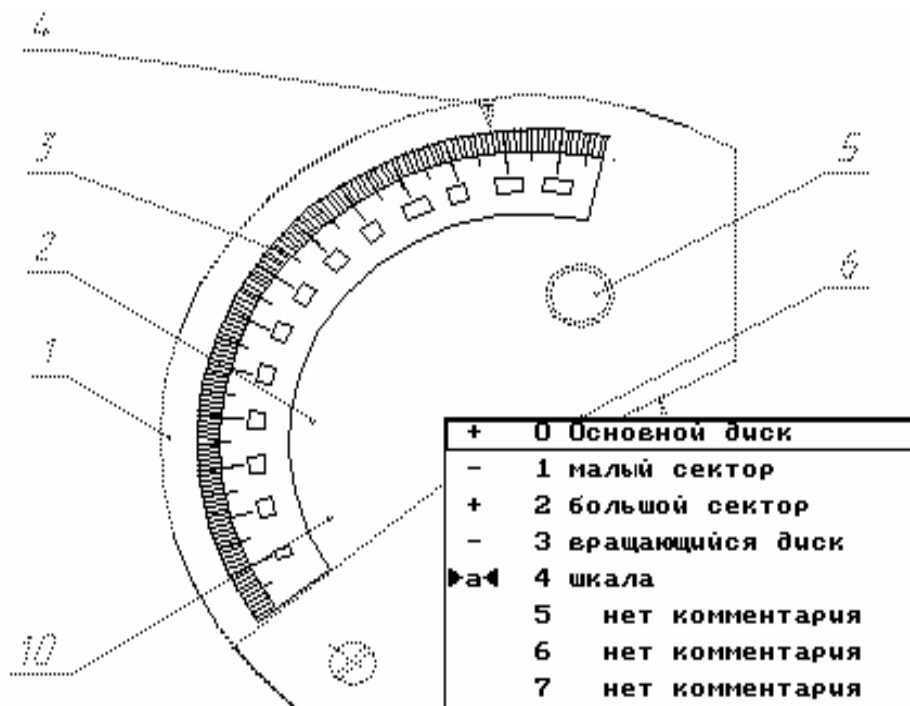 4
3
5
2
6
1
10
+ 0 Основной диск
- 1 малый сектор
+ 2 большой сектор
- 3 вращающийся диск
►а◄ 4 шкала
5 нет комментария
6 нет комментария
7 нет комментария